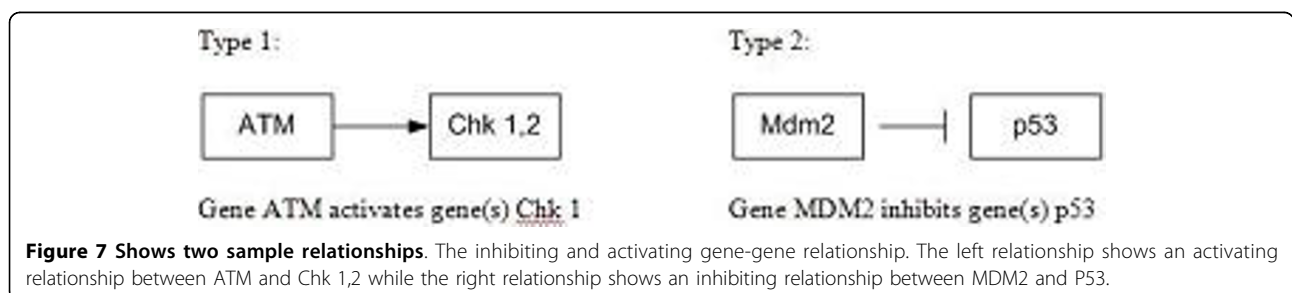 Type 1:
Type 2:
ATM
Chk 1,2
Mdm2
p53
Gene ATM activates gene(s) Chk 1
Gene MDM2 inhibits gene(s) p53
Figure 7 Shows two sample relationships. The inhibiting and activating gene-gene relationship. The left relationship shows an activating
relationship between ATM and Chk 1,2 while the right relationship shows an inhibiting relationship between MDM2 and P53.